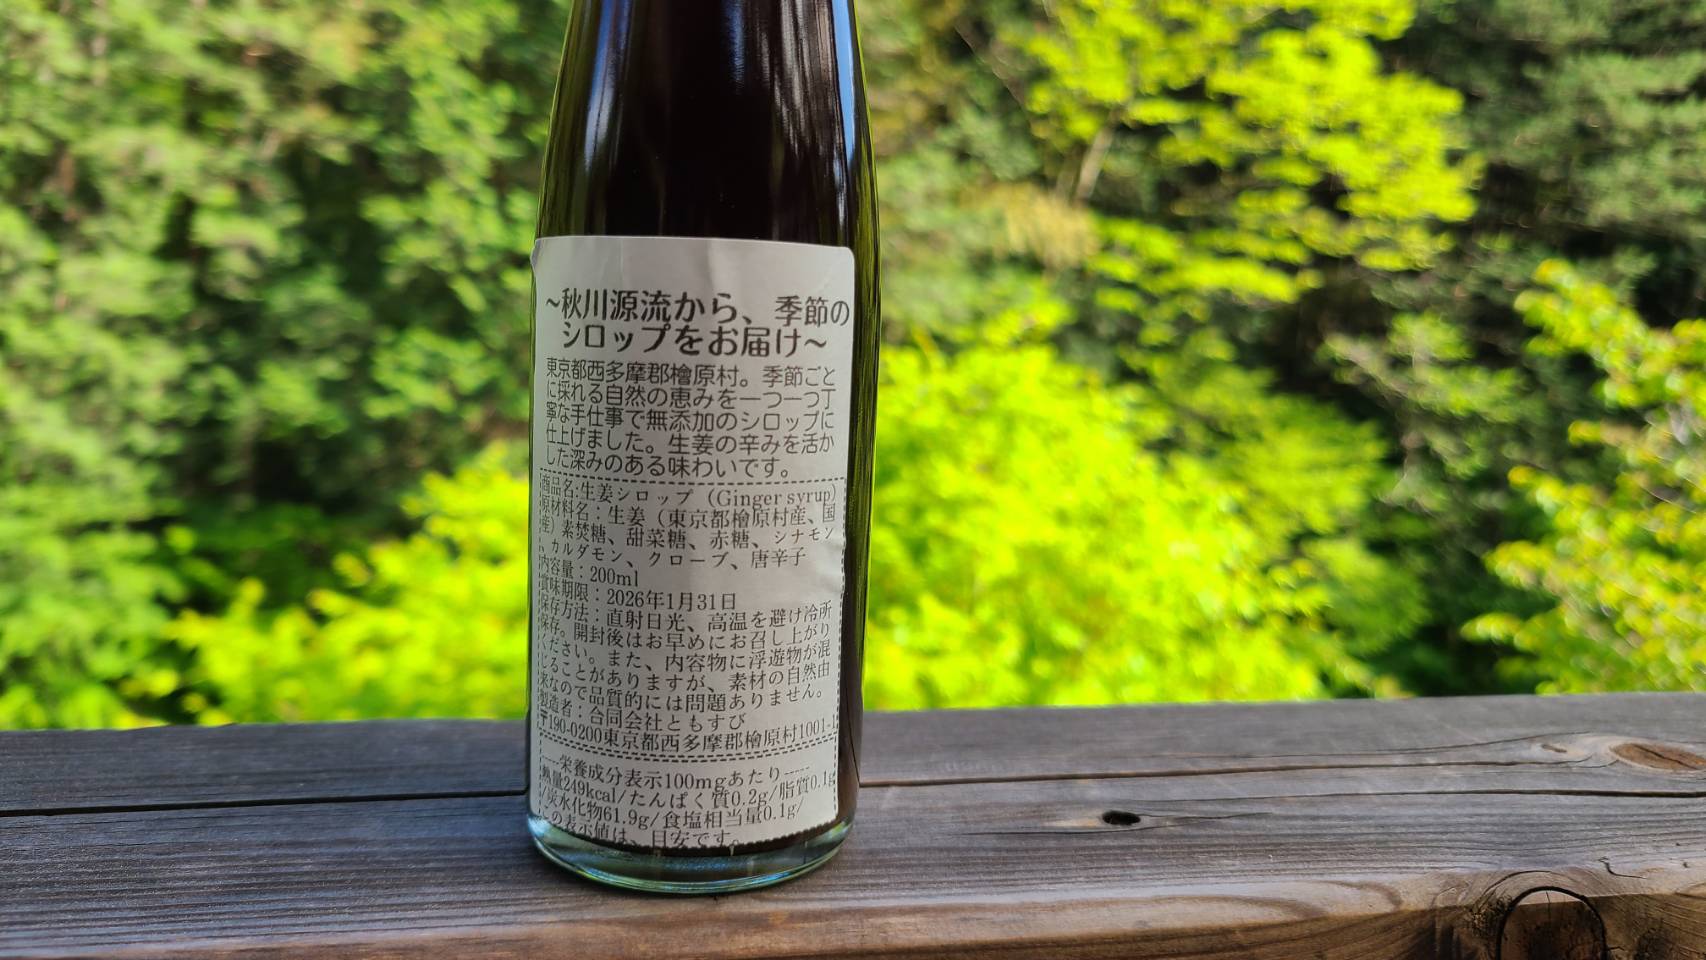 ~秋川源流から、季節の
シロップをお届け~
東京都西多摩郡檜原村。季節ごと
に採れる自然の恵みを一つ一つ丁
寧な手仕事で無添加のシロップに
仕上げました。生姜の辛みを活か
した深みのある味わいです。
商品名:生姜シロップ（Ginger syrup）
原材料名：生姜（東京都檜原村産、国
産）素焚糖、甜菜糖、赤糖、シナモン
、カルダモン、クローブ、唐辛子
内容量：200ml
賞味期限：2026年1月31日
保存方法：直射日光、高温を避け冷所
保存。開封後はお早めにお召し上がり
ください。また、内容物に浮遊物が混
じることがありますが、素材の自然由
来なので品質的には問題ありません。
製造者：合同会社ともすび
〒190-0200東京都西多摩郡檜原村1001-1
-----栄養成分表示100mgあたり-----
熱量249kcal/たんぱく質0.2g/脂質0.1g
/炭水化物61.9g/食塩相当量0.1g/
この表示値は、目安です。